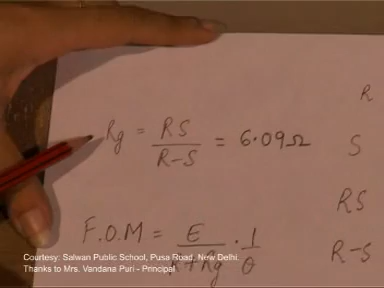 Rg = RS / R-S = 6.09Ω
F.O.M = E / R+Rg · 1/θ
R
S
RS
R-S
Courtesy: Salwan Public School, Pusa Road, New Delhi.
Thanks to Mrs. Vandana Puri - Principal